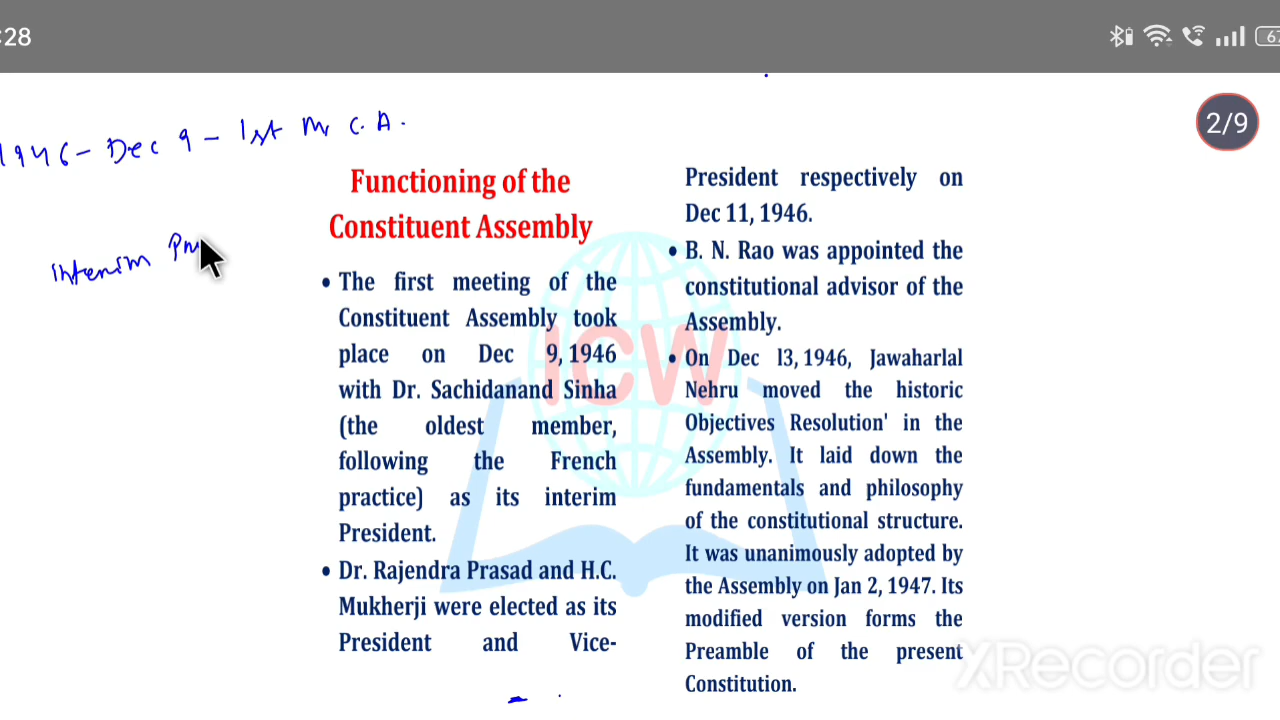 :28
67
1946 - Dec 9 - 1st M C.A.
2/9
interim
Functioning of the
Constituent Assembly
• The first meeting of the
Constituent Assembly took
place on Dec 9, 1946
with Dr. Sachidanand Sinha
(the oldest member,
following the French
practice) as its interim
President.
• Dr. Rajendra Prasad and H.C.
Mukherji were elected as its
President and Vice-
President respectively on
Dec 11, 1946.
• B. N. Rao was appointed the
constitutional advisor of the
Assembly.
• On Dec l3, 1946, Jawaharlal
Nehru moved the historic
Objectives Resolution' in the
Assembly. It laid down the
fundamentals and philosophy
of the constitutional structure.
It was unanimously adopted by
the Assembly on Jan 2, 1947. Its
modified version forms the
Preamble of the present
Constitution.
ICW
XRecorder